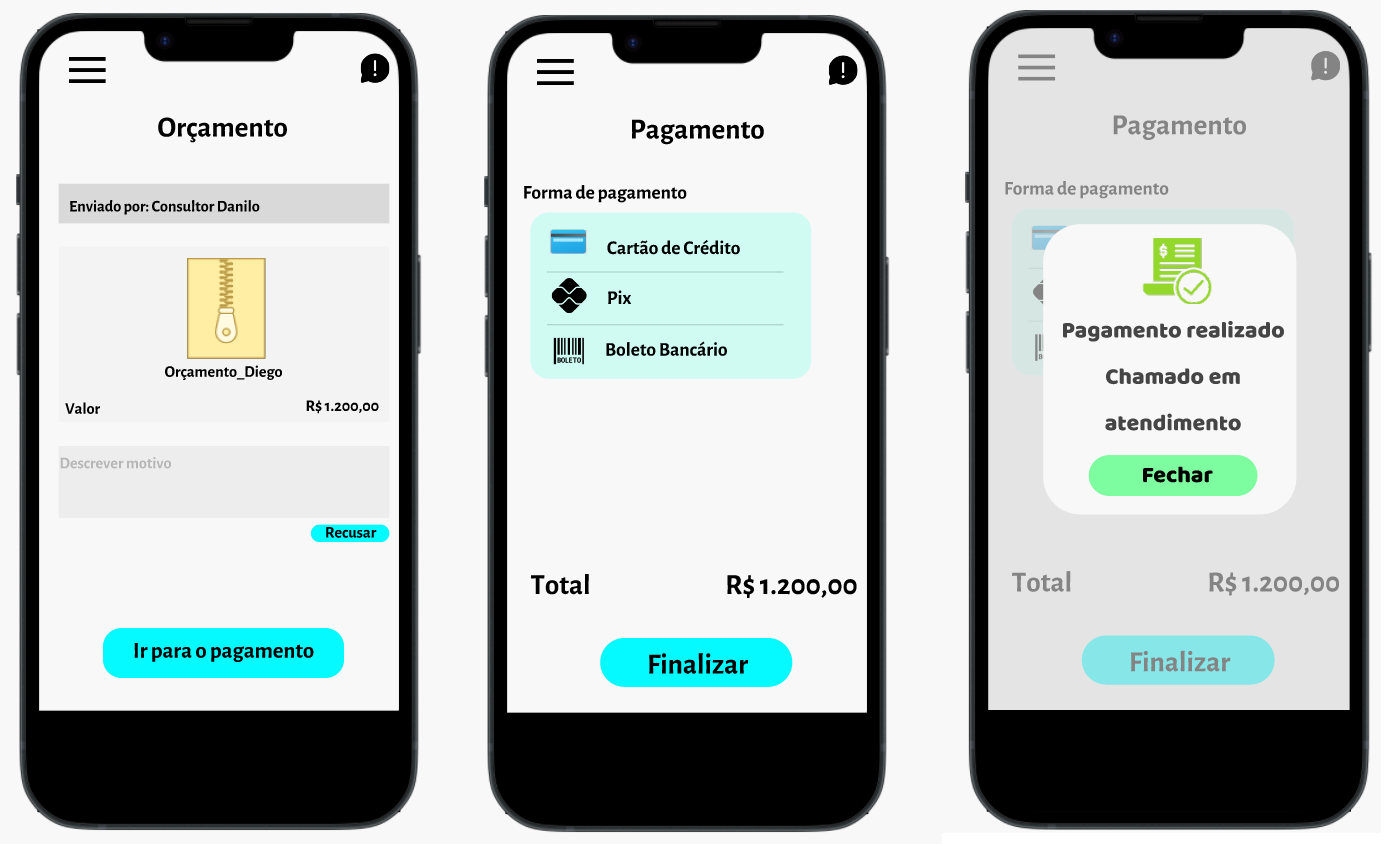 Orçamento
Enviado por: Consultor Danilo
Orçamento_Diego
Valor R$ 1.200,00
Descrever motivo
Recusar
Ir para o pagamento
Pagamento
Forma de pagamento
Cartão de Crédito
Pix
BOLETO Boleto Bancário
Total R$ 1.200,00
Finalizar
Pagamento
Forma de pagamento
Pagamento realizado
Chamado em
atendimento
Fechar
Total R$ 1.200,00
Finalizar